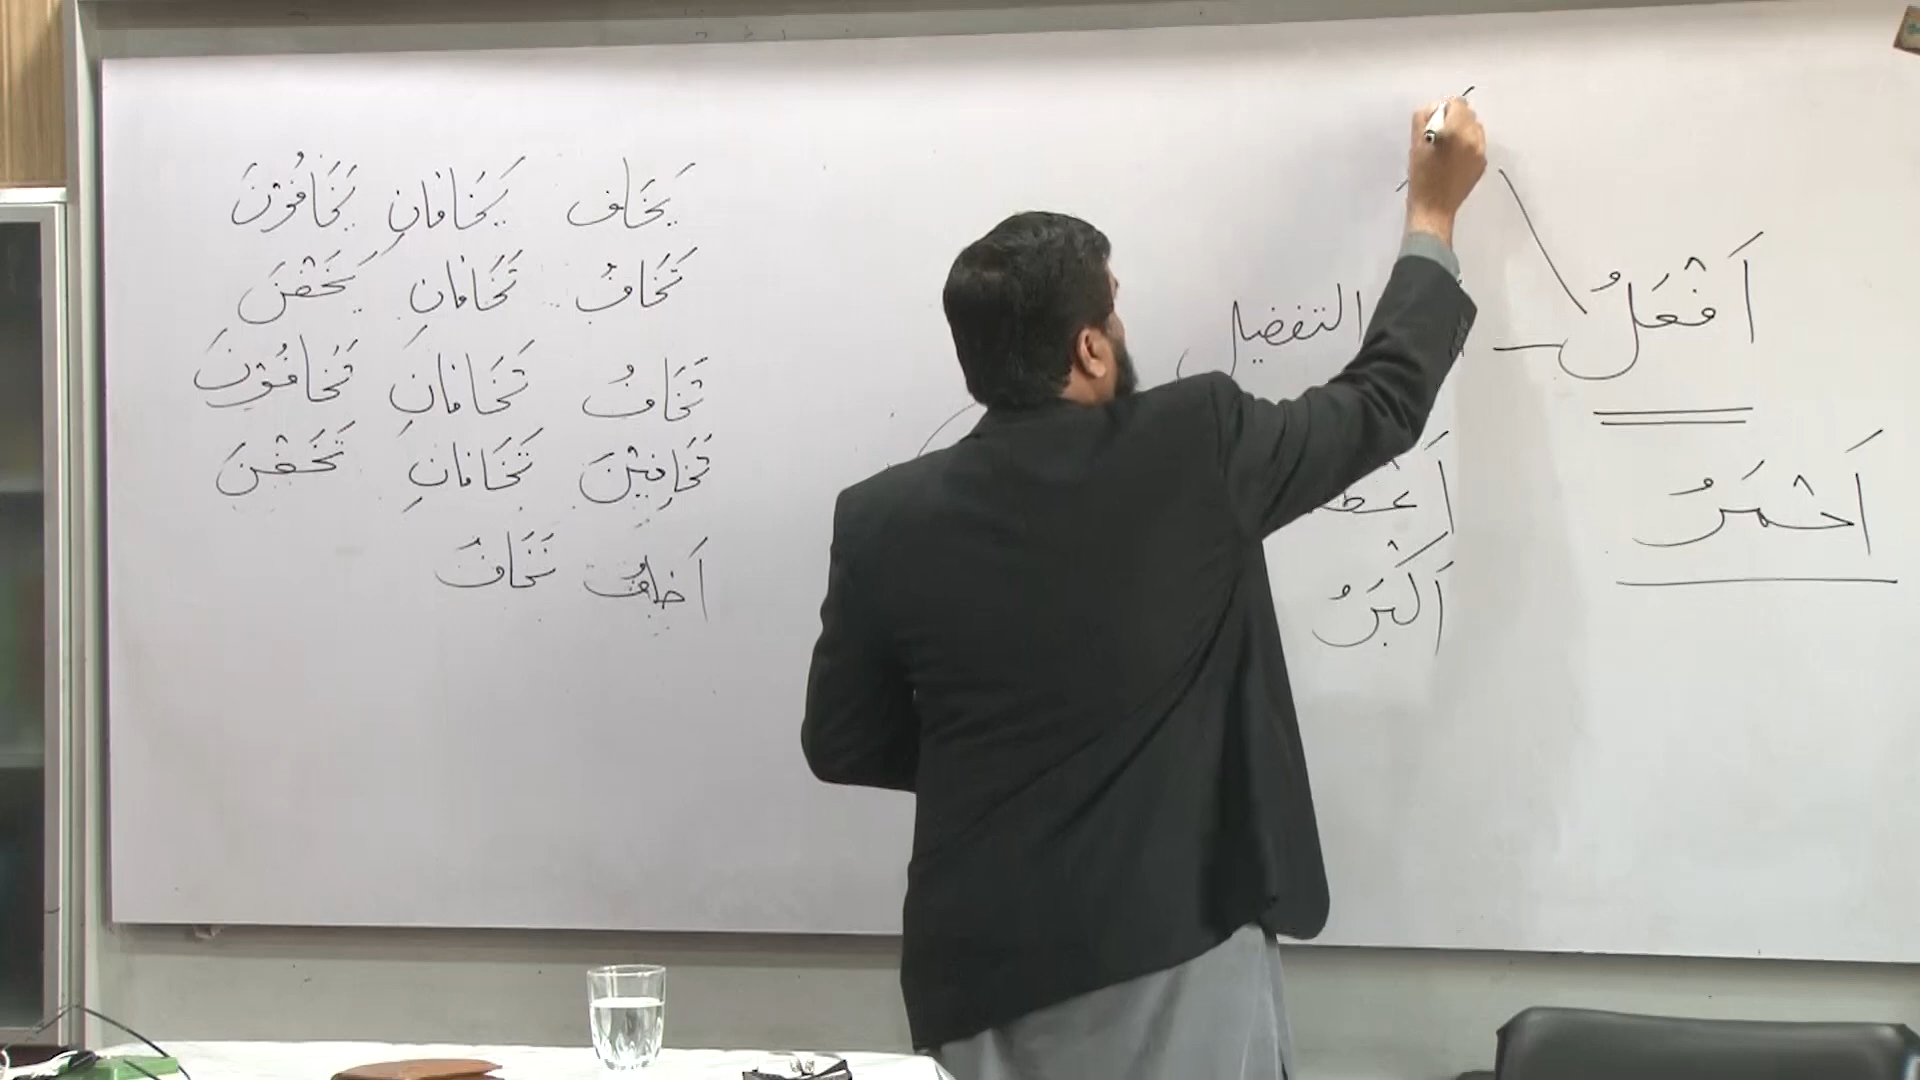 اَفْعَلُ
اَحْمَرُ
التفضيل
اَكْبَرُ
يَخَاف يَخَافَانِ يَخَافُوْنَ
تَخَافُ تَخَافَانِ يَخَفْنَ
تَخَافُ تَخَافَانِ تَخَافُوْنَ
تَخَافِيْنَ تَخَافَانِ تَخَفْنَ
اَخَافُ نَخَافُ